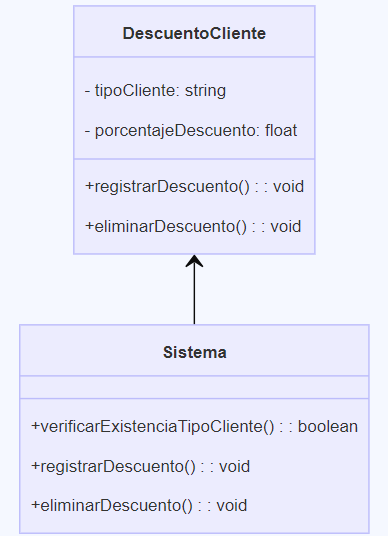 DescuentoCliente
- tipoCliente: string
- porcentajeDescuento: float
+registrarDescuento() : : void
+eliminarDescuento() : : void
Sistema
+verificarExistenciaTipoCliente() : : boolean
+registrarDescuento() : : void
+eliminarDescuento() : : void